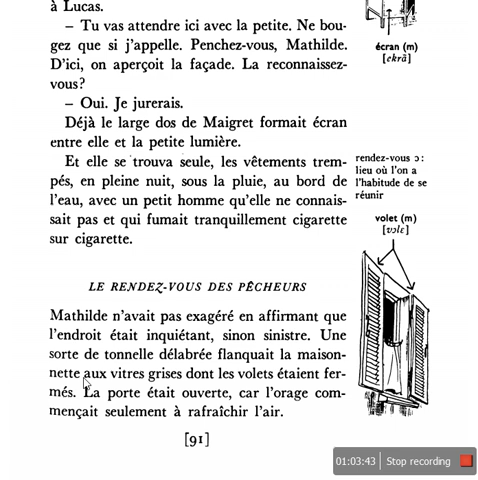 à Lucas.
– Tu vas attendre ici avec la petite. Ne bou-
gez que si j'appelle. Penchez-vous, Mathilde.
D'ici, on aperçoit la façade. La reconnaissez-
vous?
– Oui. Je jurerais.
Déjà le large dos de Maigret formait écran
entre elle et la petite lumière.
Et elle se trouva seule, les vêtements trem-
pés, en pleine nuit, sous la pluie, au bord de
l'eau, avec un petit homme qu'elle ne connais-
sait pas et qui fumait tranquillement cigarette
sur cigarette.
LE RENDEZ-VOUS DES PÊCHEURS
Mathilde n'avait pas exagéré en affirmant que
l'endroit était inquiétant, sinon sinistre. Une
sorte de tonnelle délabrée flanquait la maison-
nette aux vitres grises dont les volets étaient fer-
més. La porte était ouverte, car l'orage com-
mençait seulement à rafraîchir l'air.
[91]
écran (m)
[ekrã]
rendez-vous ɔ:
lieu où l'on a
l'habitude de se
réunir
volet (m)
[vɔlɛ]
01:03:43 Stop recording